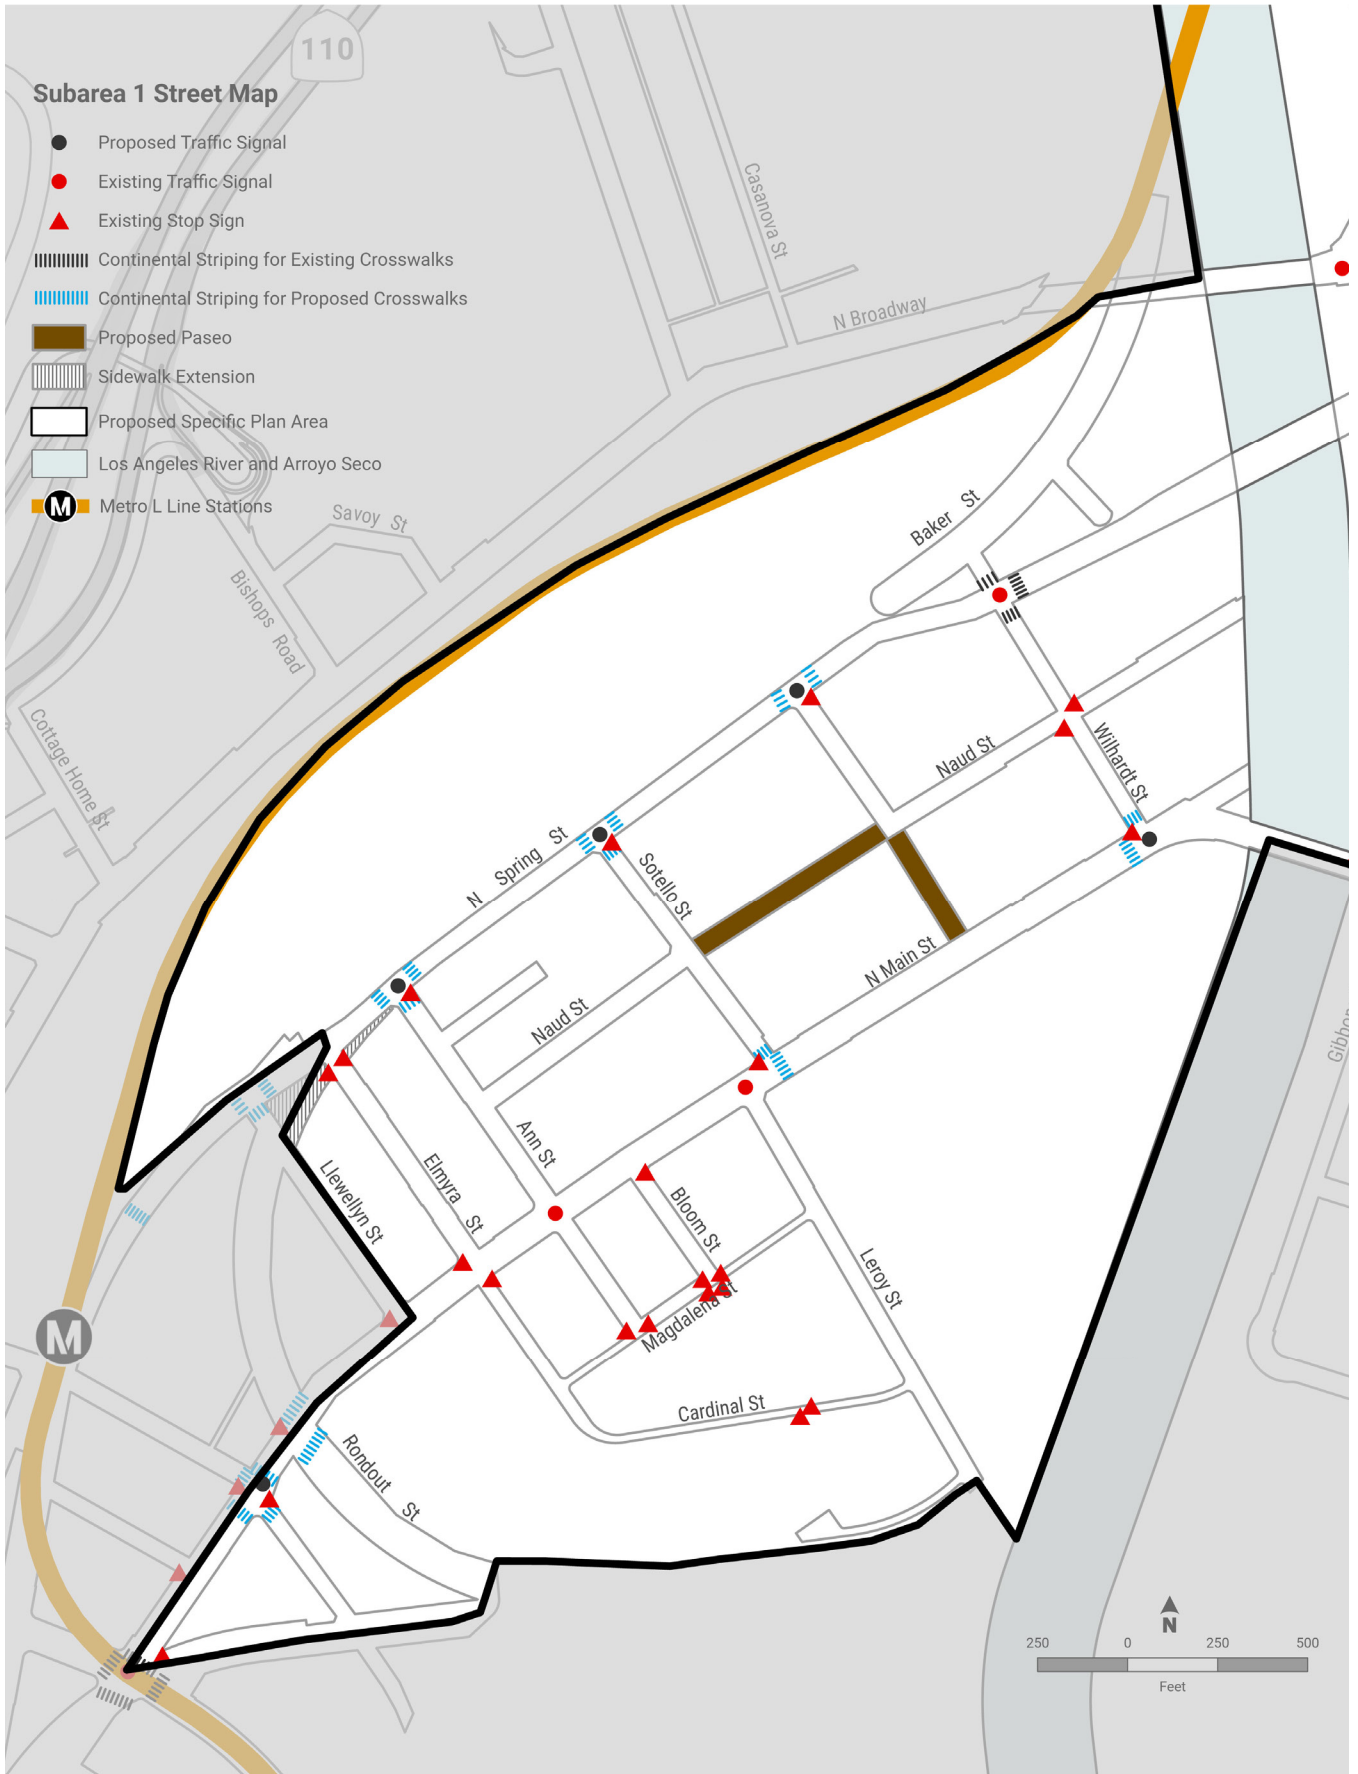 110
Subarea 1 Street Map
Proposed Traffic Signal
Existing Traffic Signal
Existing Stop Sign
Continental Striping for Existing Crosswalks
Continental Striping for Proposed Crosswalks
Proposed Paseo
Sidewalk Extension
Proposed Specific Plan Area
Los Angeles River and Arroyo Seco
M Metro L Line Stations
Casanova St
N Broadway
Savoy St
Bishops Road
Cottage Home St
Baker St
Naud St
Wilhardt St
N Spring St
Sotello St
N Main St
Naud St
Ann St
Elmyra St
Llewellyn St
Bloom St
Magdalena St
Leroy St
Cardinal St
Rondout St
M
N
250 0 250 500
Feet